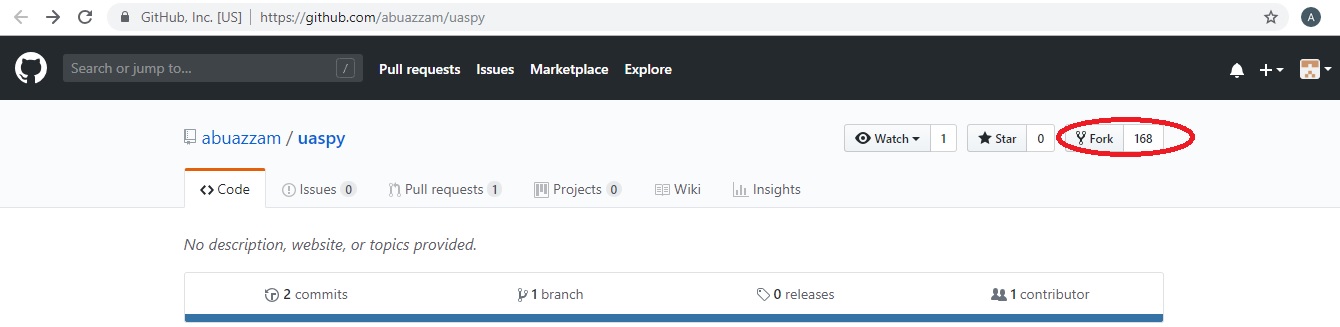 GitHub, Inc. [US] | https://github.com/abuazzam/uaspy A
Search or jump to... / Pull requests Issues Marketplace Explore
abuazzam / uaspy Watch 1 Star 0 Fork 168
Code Issues 0 Pull requests 1 Projects 0 Wiki Insights
No description, website, or topics provided.
2 commits 1 branch 0 releases 1 contributor